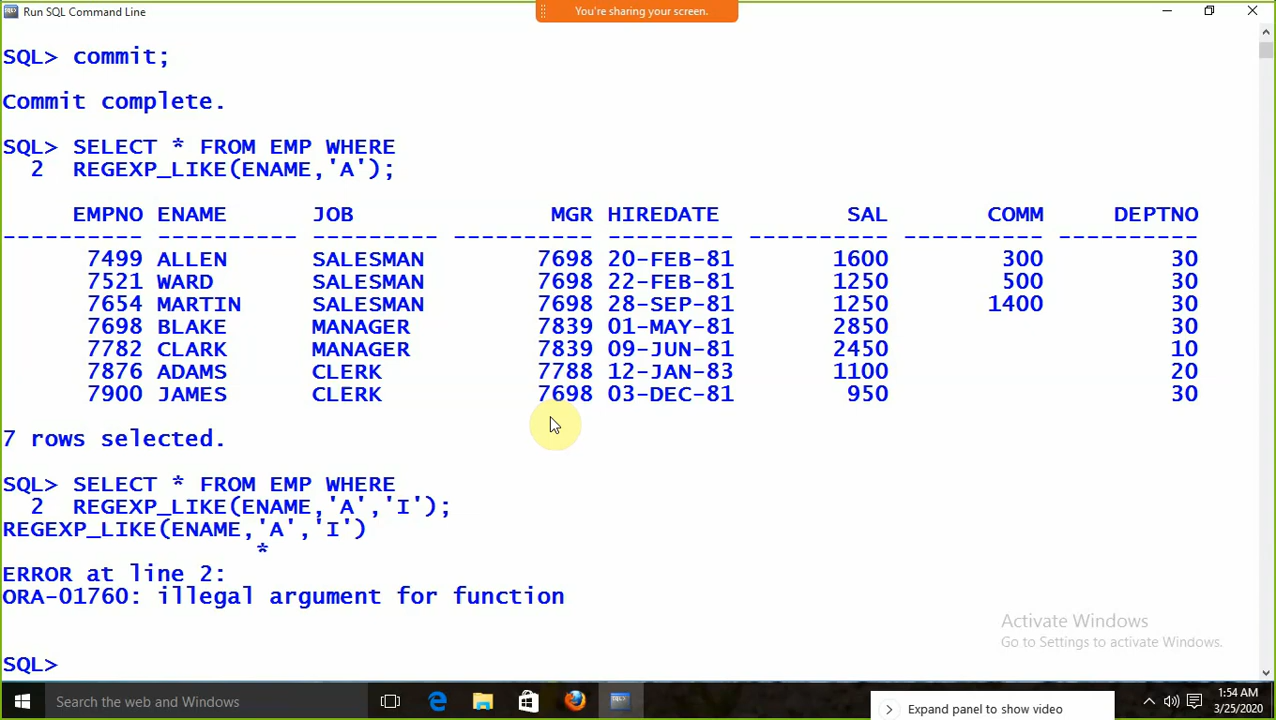 Run SQL Command Line
You're sharing your screen.
SQL> commit;
Commit complete.
SQL> SELECT * FROM EMP WHERE
  2  REGEXP_LIKE(ENAME,'A');
     EMPNO ENAME      JOB              MGR HIREDATE         SAL       COMM     DEPTNO
---------- ---------- --------- ---------- --------- ---------- ---------- ----------
      7499 ALLEN      SALESMAN        7698 20-FEB-81       1600        300         30
      7521 WARD       SALESMAN        7698 22-FEB-81       1250        500         30
      7654 MARTIN     SALESMAN        7698 28-SEP-81       1250       1400         30
      7698 BLAKE      MANAGER         7839 01-MAY-81       2850                    30
      7782 CLARK      MANAGER         7839 09-JUN-81       2450                    10
      7876 ADAMS      CLERK           7788 12-JAN-83       1100                    20
      7900 JAMES      CLERK           7698 03-DEC-81        950                    30
7 rows selected.
SQL> SELECT * FROM EMP WHERE
  2  REGEXP_LIKE(ENAME,'A','I');
REGEXP_LIKE(ENAME,'A','I')
                  *
ERROR at line 2:
ORA-01760: illegal argument for function
SQL>
Activate Windows
Go to Settings to activate Windows.
Search the web and Windows
Expand panel to show video
1:54 AM
3/25/2020